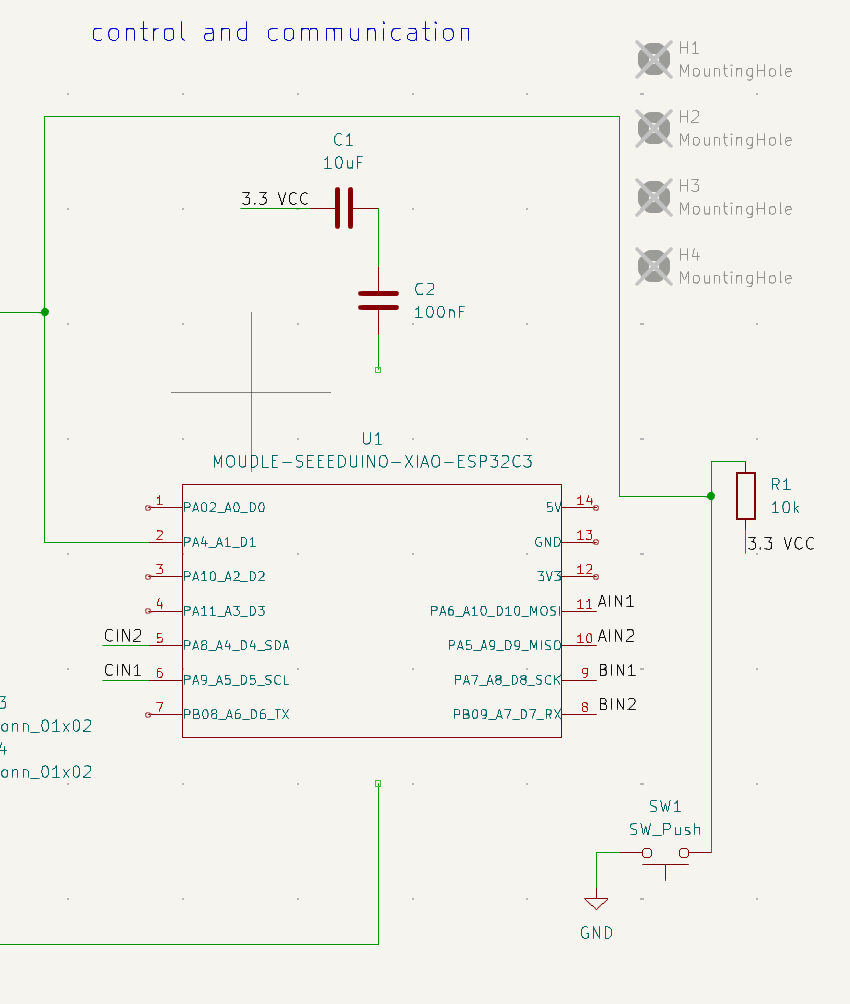 control and communication
H1
MountingHole
H2
MountingHole
H3
MountingHole
H4
MountingHole
C1
10uF
3.3 VCC
C2
100nF
U1
MOUDLE-SEEEDUINO-XIAO-ESP32C3
1 PA02_A0_D0
2 PA4_A1_D1
3 PA10_A2_D2
4 PA11_A3_D3
CIN2 5 PA8_A4_D4_SDA
CIN1 6 PA9_A5_D5_SCL
7 PB08_A6_D6_TX
5V 14
GND 13
3V3 12
PA6_A10_D10_MOSI 11 AIN1
PA5_A9_D9_MISO 10 AIN2
PA7_A8_D8_SCK 9 BIN1
PB09_A7_D7_RX 8 BIN2
R1
10k
3.3 VCC
3
onn_01x02
4
onn_01x02
SW1
SW_Push
GND